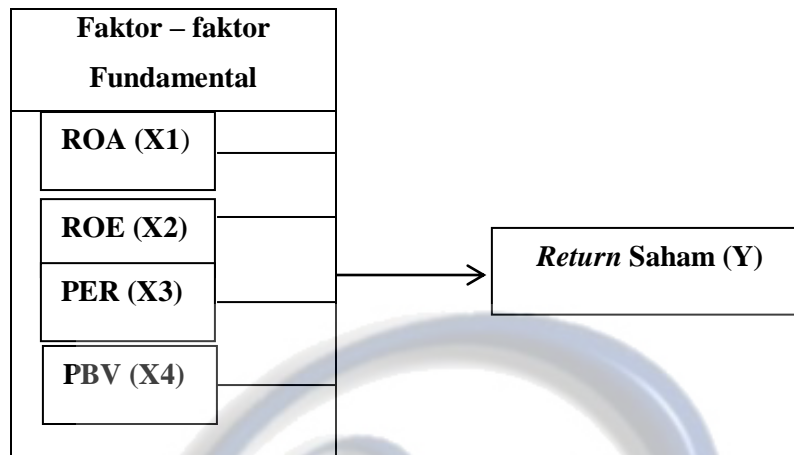 Faktor – faktor
Fundamental
ROA (X1)
ROE (X2)
PER (X3)
PBV (X4)
Return Saham (Y)